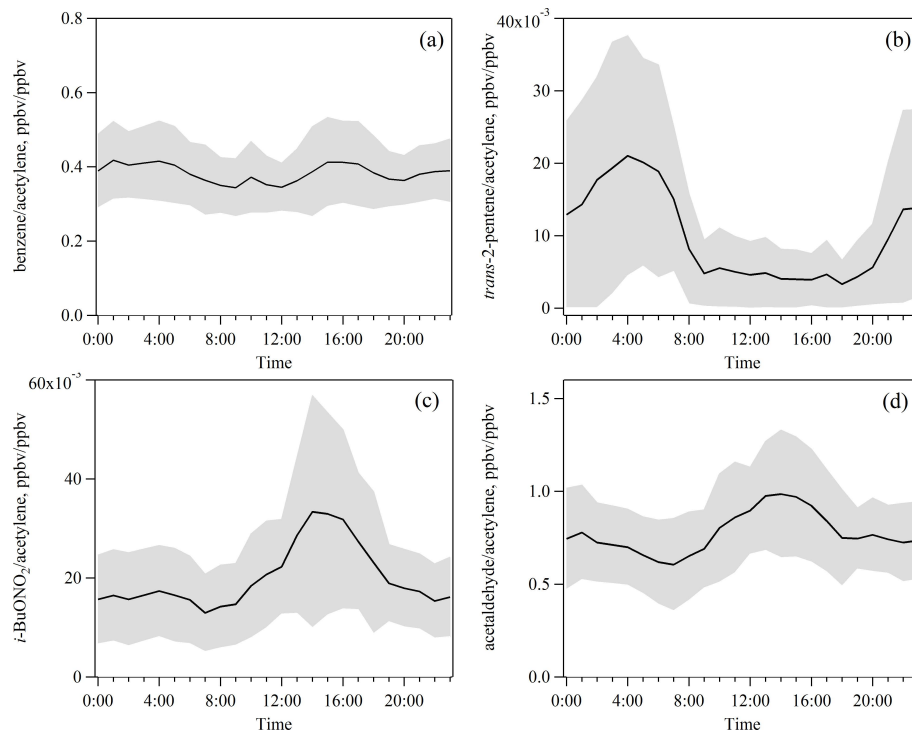 0.8
0.6
0.4
0.2
0.0
benzene/acetylene, ppbv/ppbv
(a)
0:00 4:00 8:00 12:00 16:00 20:00
Time
40x10-3
30
20
10
0
trans-2-pentene/acetylene, ppbv/ppbv
(b)
0:00 4:00 8:00 12:00 16:00 20:00
Time
60x10-3
40
20
0
i-BuONO2/acetylene, ppbv/ppbv
(c)
0:00 4:00 8:00 12:00 16:00 20:00
Time
1.5
1.0
0.5
0.0
acetaldehyde/acetylene, ppbv/ppbv
(d)
0:00 4:00 8:00 12:00 16:00 20:00
Time